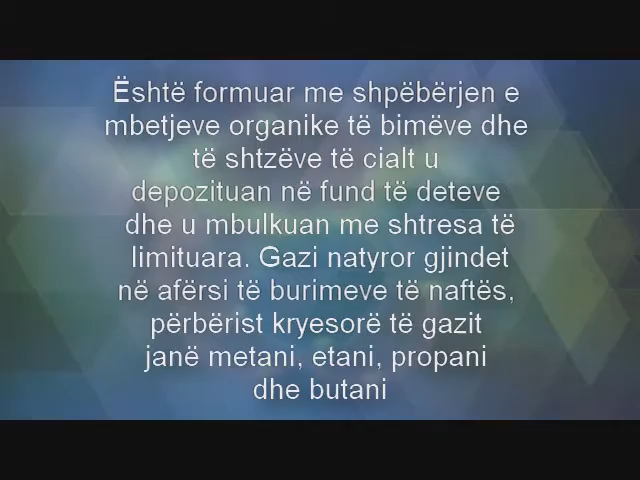 Është formuar me shpëbërjen e
mbetjeve organike të bimëve dhe
të shtzëve të cialt u
depozituan në fund të deteve
dhe u mbulkuan me shtresa të
limituara. Gazi natyror gjindet
në afërsi të burimeve të naftës,
përbërist kryesorë të gazit
janë metani, etani, propani
dhe butani